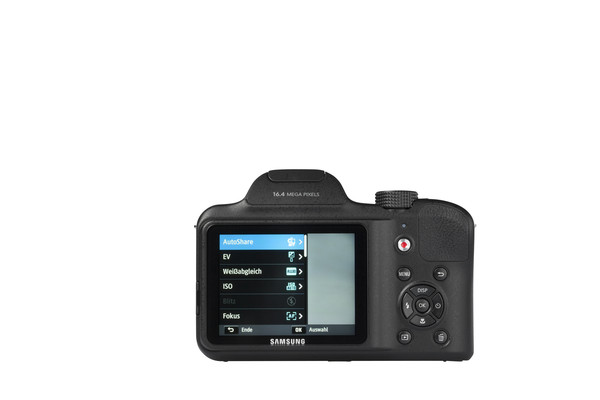 16.4 MEGA PIXELS
AutoShare
EV
Weißabgleich
ISO
Blitz
Fokus
Ende
OK Auswahl
SAMSUNG
MENU
DISP
OK